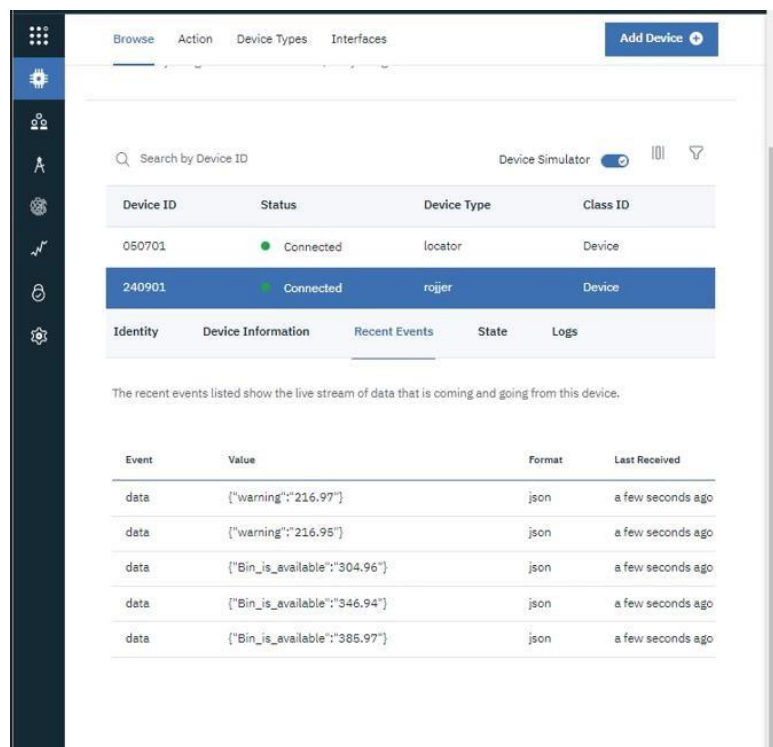 Browse Action Device Types Interfaces Add Device
Search by Device ID Device Simulator
Device ID Status Device Type Class ID
050701 Connected locator Device
240901 Connected rojjer Device
Identity Device Information Recent Events State Logs
The recent events listed show the live stream of data that is coming and going from this device.
Event Value Format Last Received
data {"warning":"216.97"} json a few seconds ago
data {"warning":"216.95"} json a few seconds ago
data {"Bin_is_available":"304.96"} json a few seconds ago
data {"Bin_is_available":"346.94"} json a few seconds ago
data {"Bin_is_available":"385.97"} json a few seconds ago